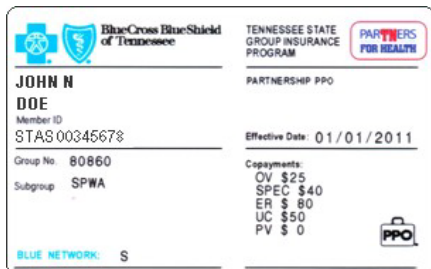 BlueCross BlueShield
of Tennessee
TENNESSEE STATE
GROUP INSURANCE
PROGRAM
PARTNERS
FOR HEALTH
JOHN N
DOE
Member ID
STAS00345678
PARTNERSHIP PPO
Effective Date: 01/01/2011
Group No. 80860
Subgroup SPWA
Copayments:
OV $25
SPEC $40
ER $ 80
UC $50
PV $ 0
PPO
BLUE NETWORK: S